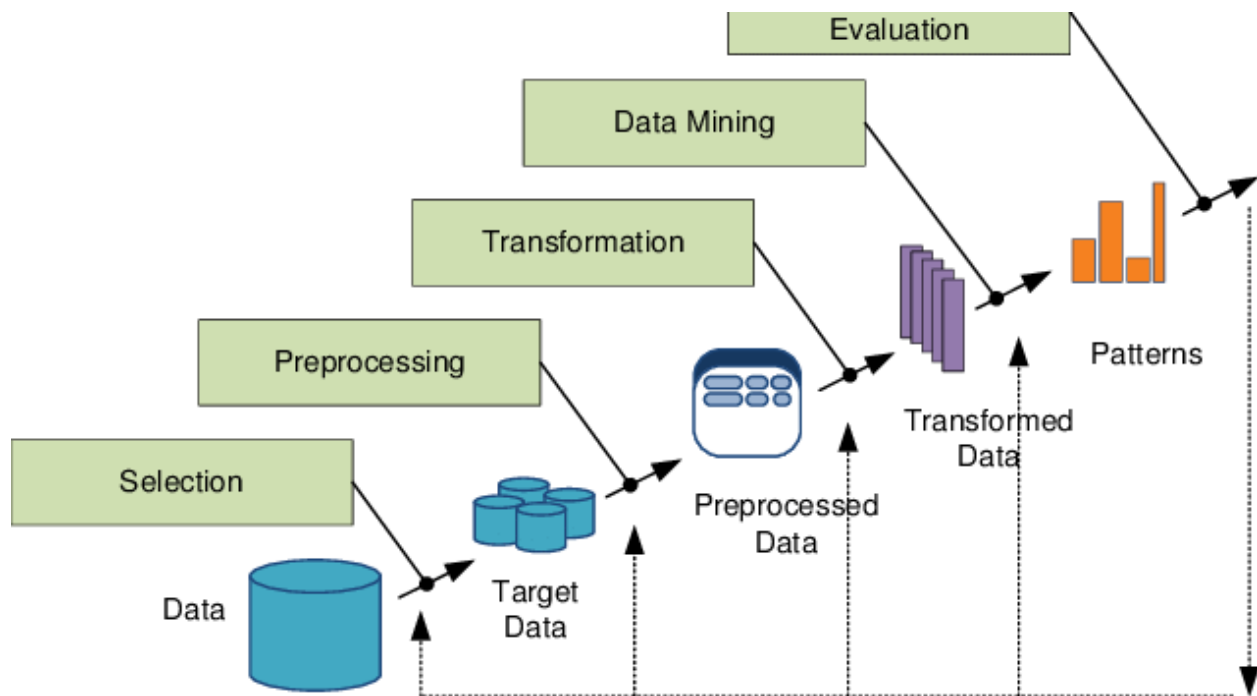 Evaluation
Data Mining
Transformation
Preprocessing
Selection
Data
Target
Data
Preprocessed
Data
Transformed
Data
Patterns